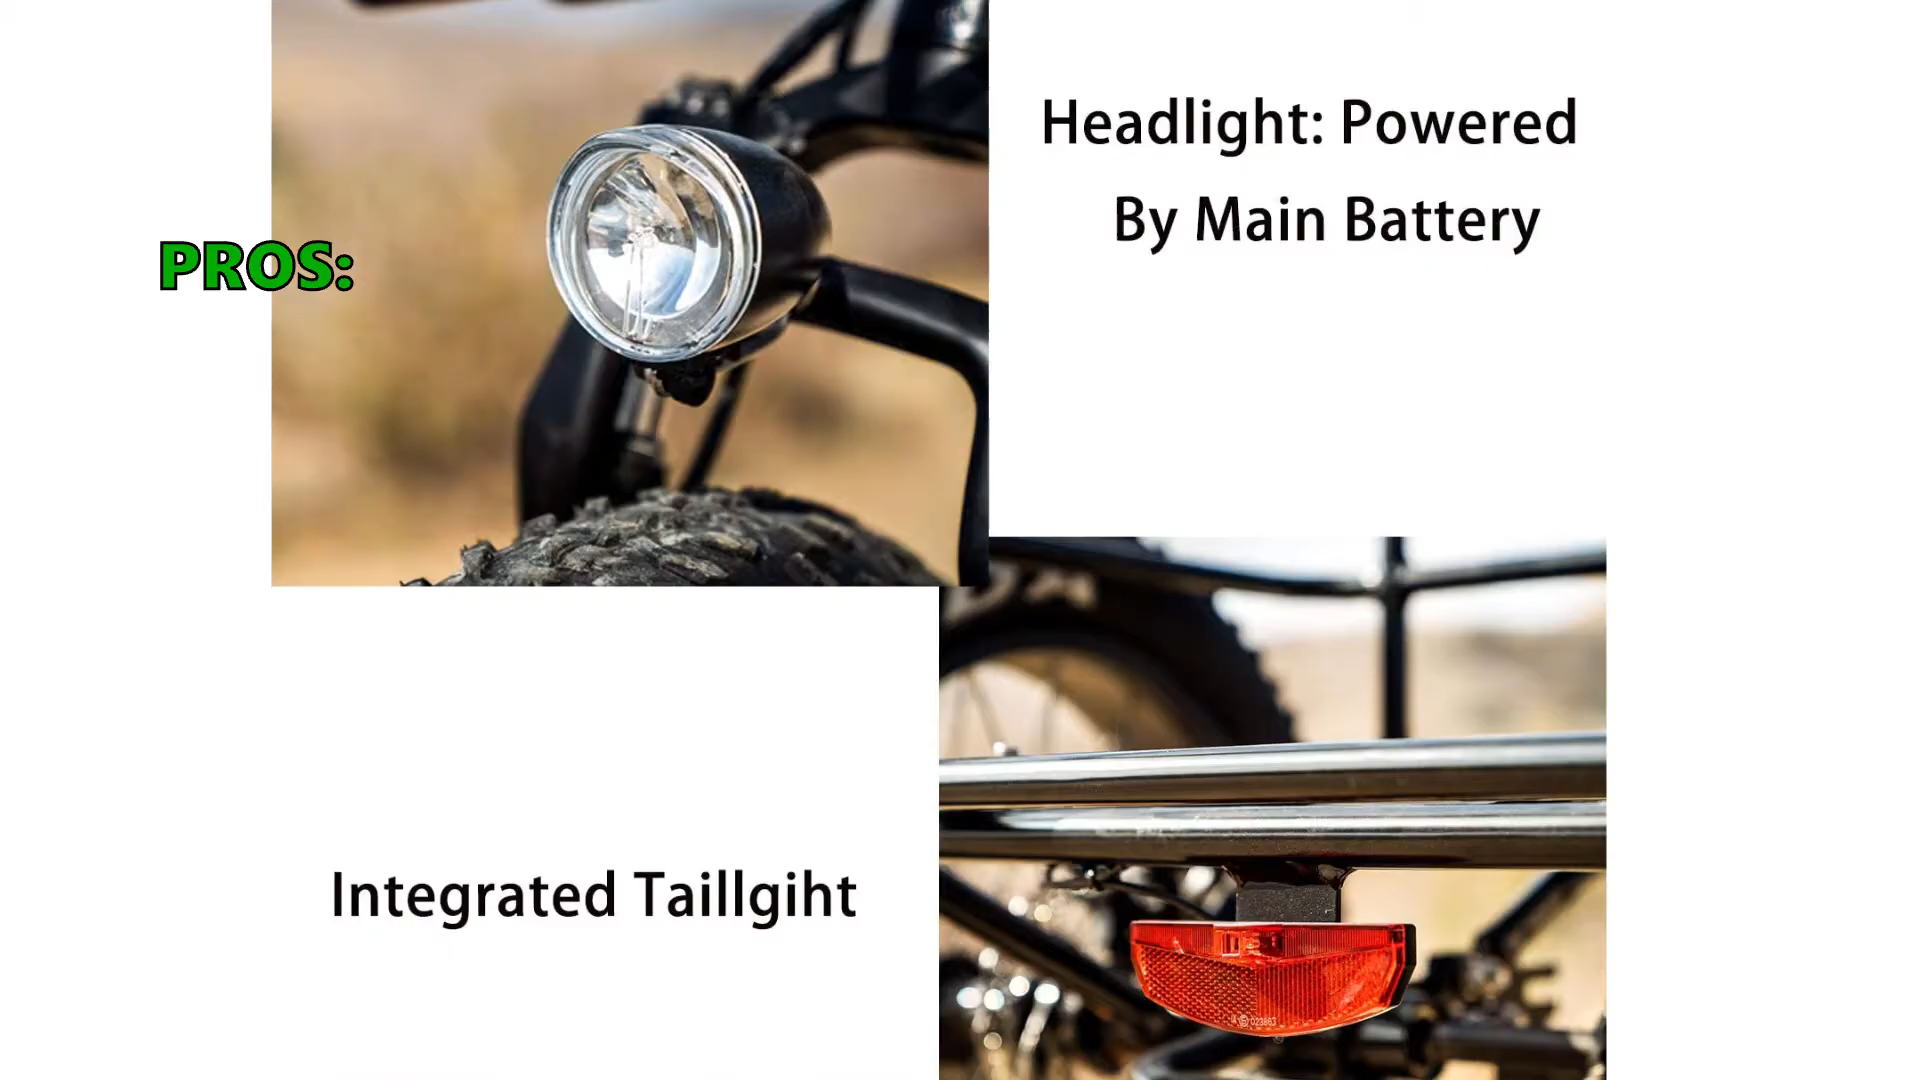 Headlight: Powered
By Main Battery
PROS:
Integrated Taillgiht